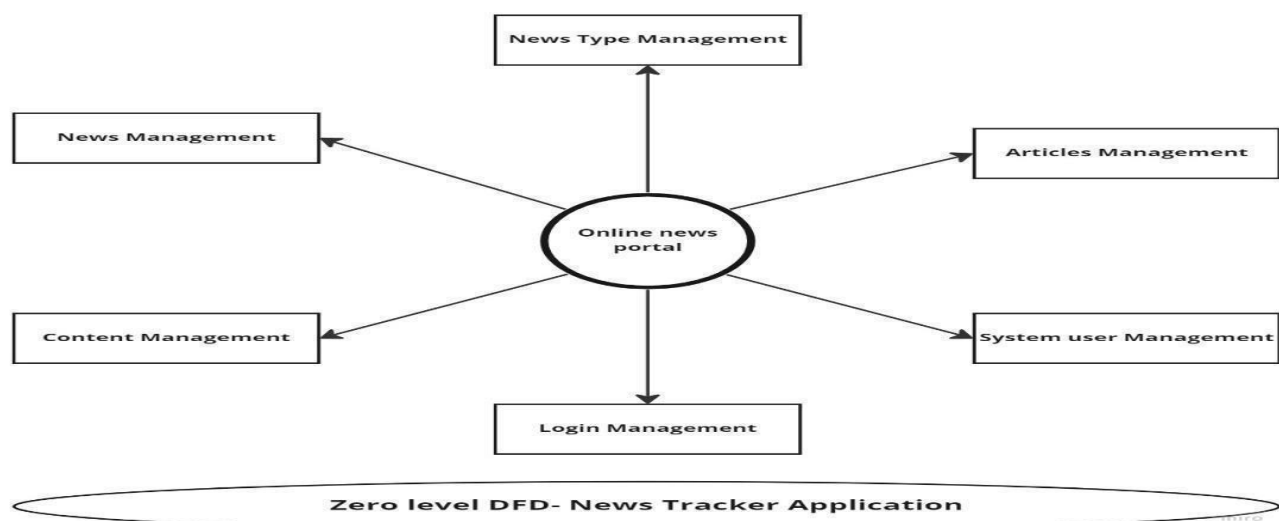 News Type Management
News Management
Articles Management
Online news
portal
Content Management
System user Management
Login Management
Zero level DFD- News Tracker Application
miro